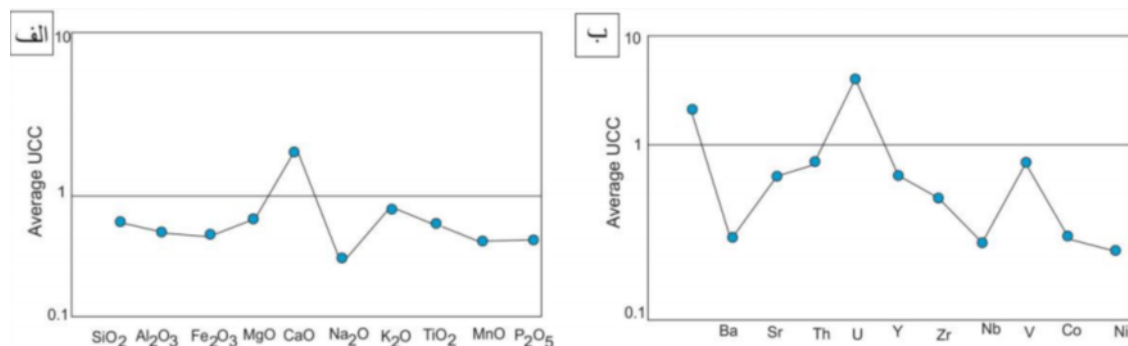 الف
10
1
0.1
Average UCC
SiO2 Al2O3 Fe2O3 MgO CaO Na2O K2O TiO2 MnO P2O5
ب
10
1
0.1
Average UCC
Ba Sr Th U Y Zr Nb V Co Ni